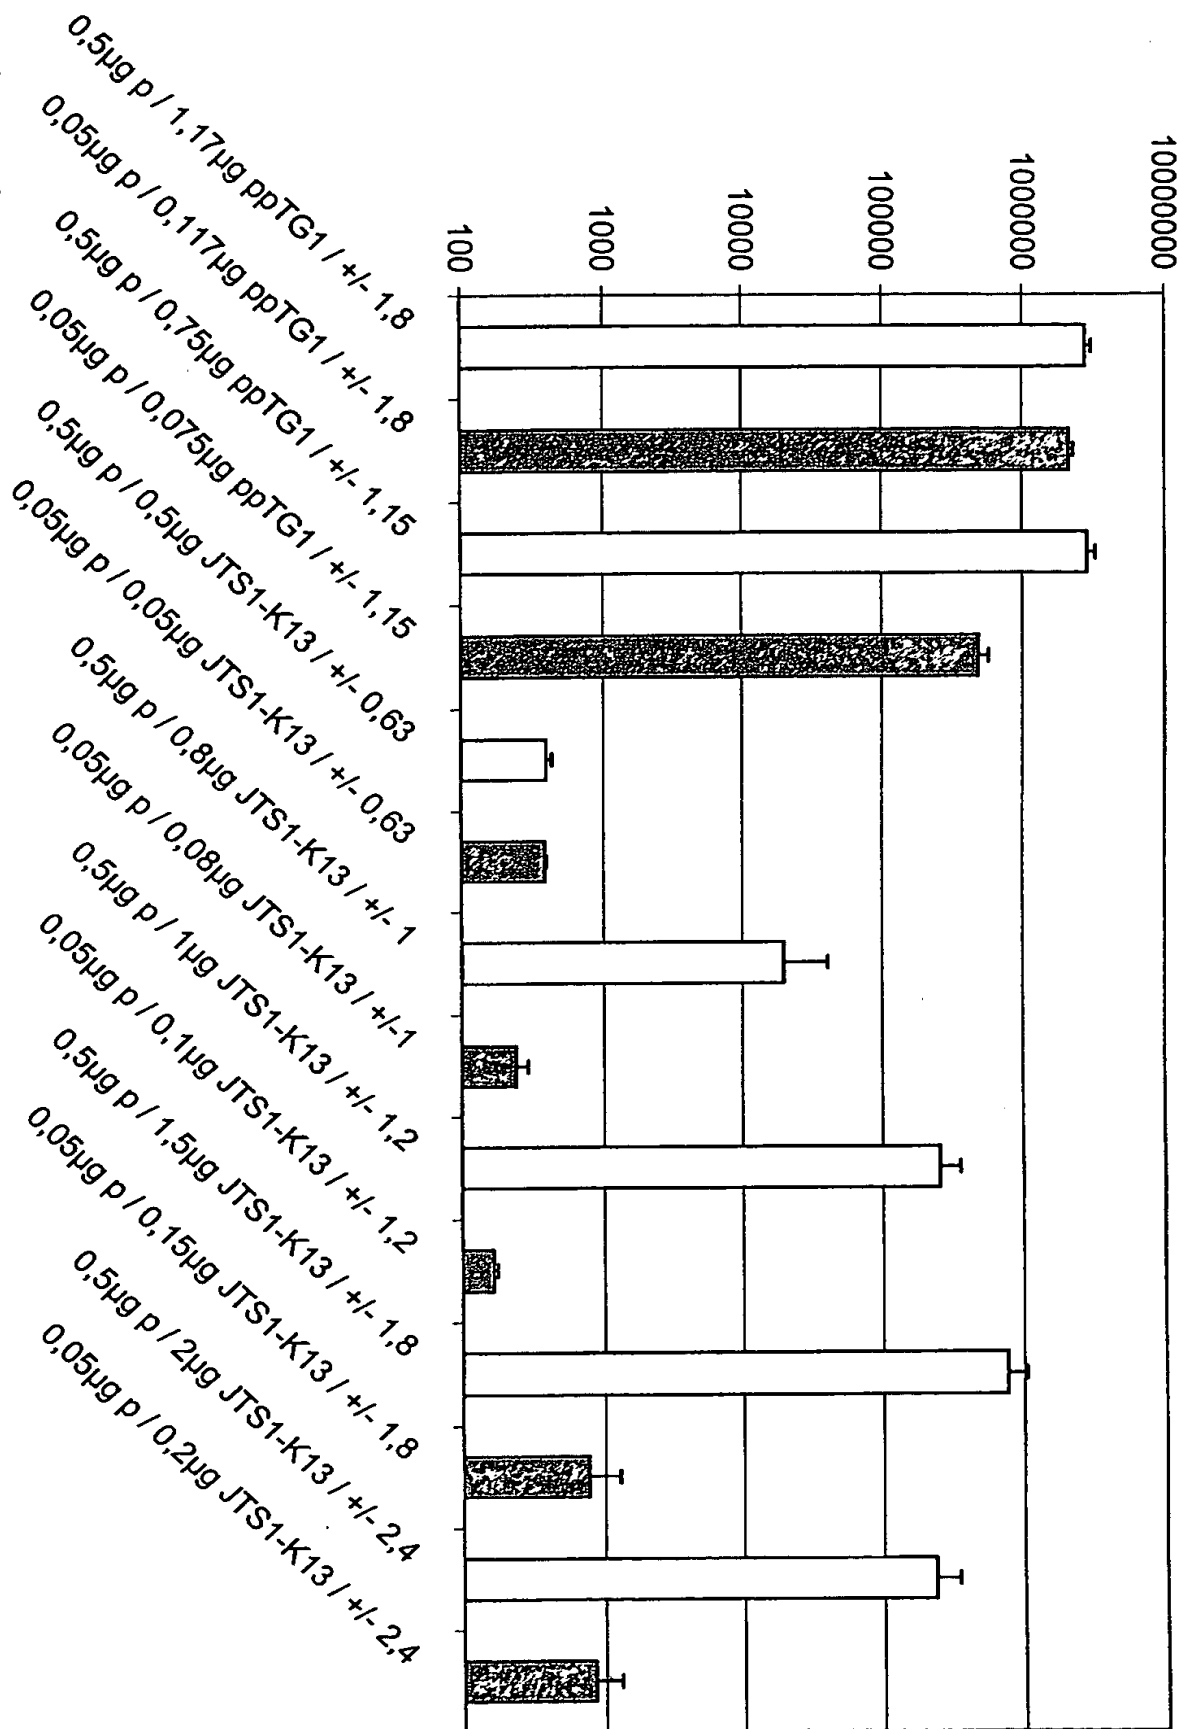 10000000
1000000
100000
10000
1000
100
0,5µg p / 1,17µg ppTG1 / +/- 1,8
0,05µg p / 0,117µg ppTG1 / +/- 1,8
0,5µg p / 0,75µg ppTG1 / +/- 1,15
0,05µg p / 0,075µg ppTG1 / +/- 1,15
0,5µg p / 0,5µg JTS1-K13 / +/- 0,63
0,05µg p / 0,05µg JTS1-K13 / +/- 0,63
0,5µg p / 0,8µg JTS1-K13 / +/- 1
0,05µg p / 0,08µg JTS1-K13 / +/-1
0,5µg p / 1µg JTS1-K13 / +/- 1,2
0,05µg p / 0,1µg JTS1-K13 / +/- 1,2
0,5µg p / 1,5µg JTS1-K13 / +/- 1,8
0,05µg p / 0,15µg JTS1-K13 / +/- 1,8
0,5µg p / 2µg JTS1-K13 / +/- 2,4
0,05µg p / 0,2µg JTS1-K13 / +/- 2,4